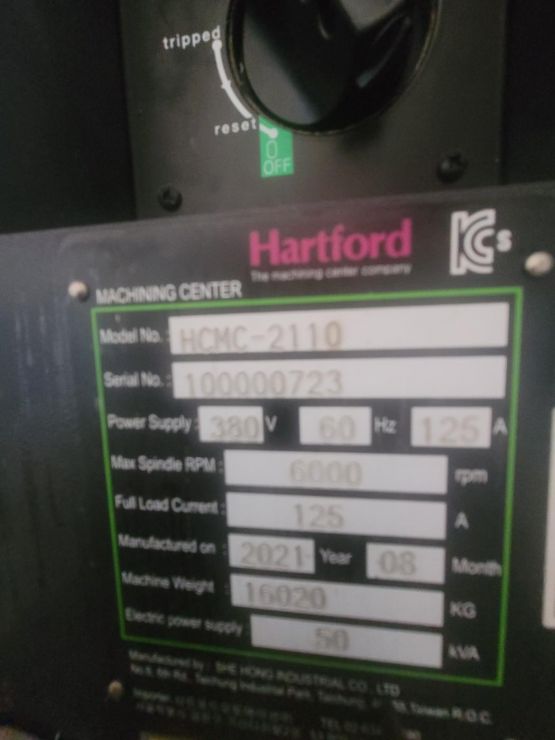 tripped
reset
O
OFF
Hartford
The machining center company
KCs
MACHINING CENTER
Model No. : HCMC-2110
Serial No. : 100000723
Power Supply : 380 V 60 Hz 125 A
Max Spindle RPM : 6000 rpm
Full Load Current : 125 A
Manufactured on : 2021 Year 08 Month
Machine Weight : 16020 KG
Electric power supply : 50 kVA
Manufactured by : SHE HONG INDUSTRIAL CO., LTD
Taichung Industrial Park, Taichung, Taiwan R.O.C.